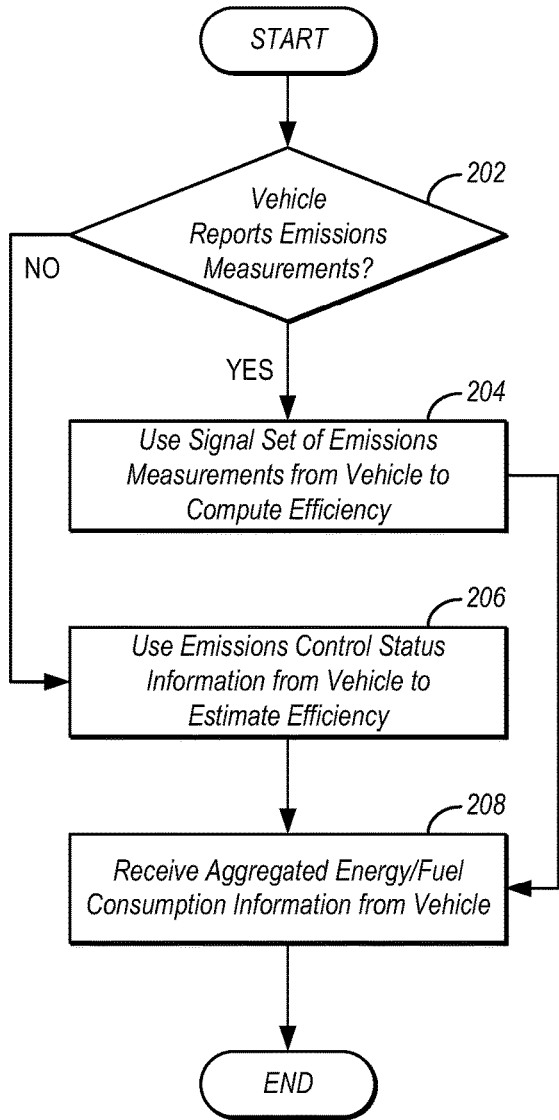 START
202
Vehicle
Reports Emissions
Measurements?
NO
YES
204
Use Signal Set of Emissions
Measurements from Vehicle to
Compute Efficiency
206
Use Emissions Control Status
Information from Vehicle to
Estimate Efficiency
208
Receive Aggregated Energy/Fuel
Consumption Information from Vehicle
END